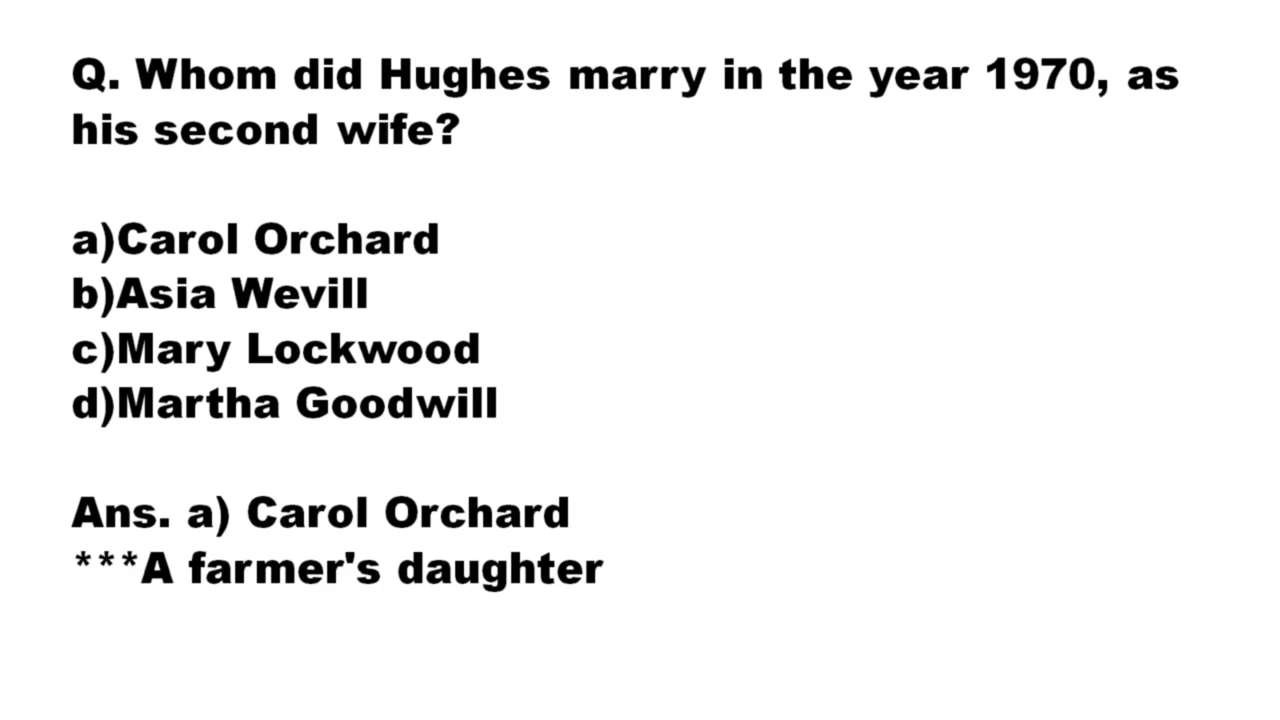 Q. Whom did Hughes marry in the year 1970, as
his second wife?
a)Carol Orchard
b)Asia Wevill
c)Mary Lockwood
d)Martha Goodwill
Ans. a) Carol Orchard
***A farmer's daughter